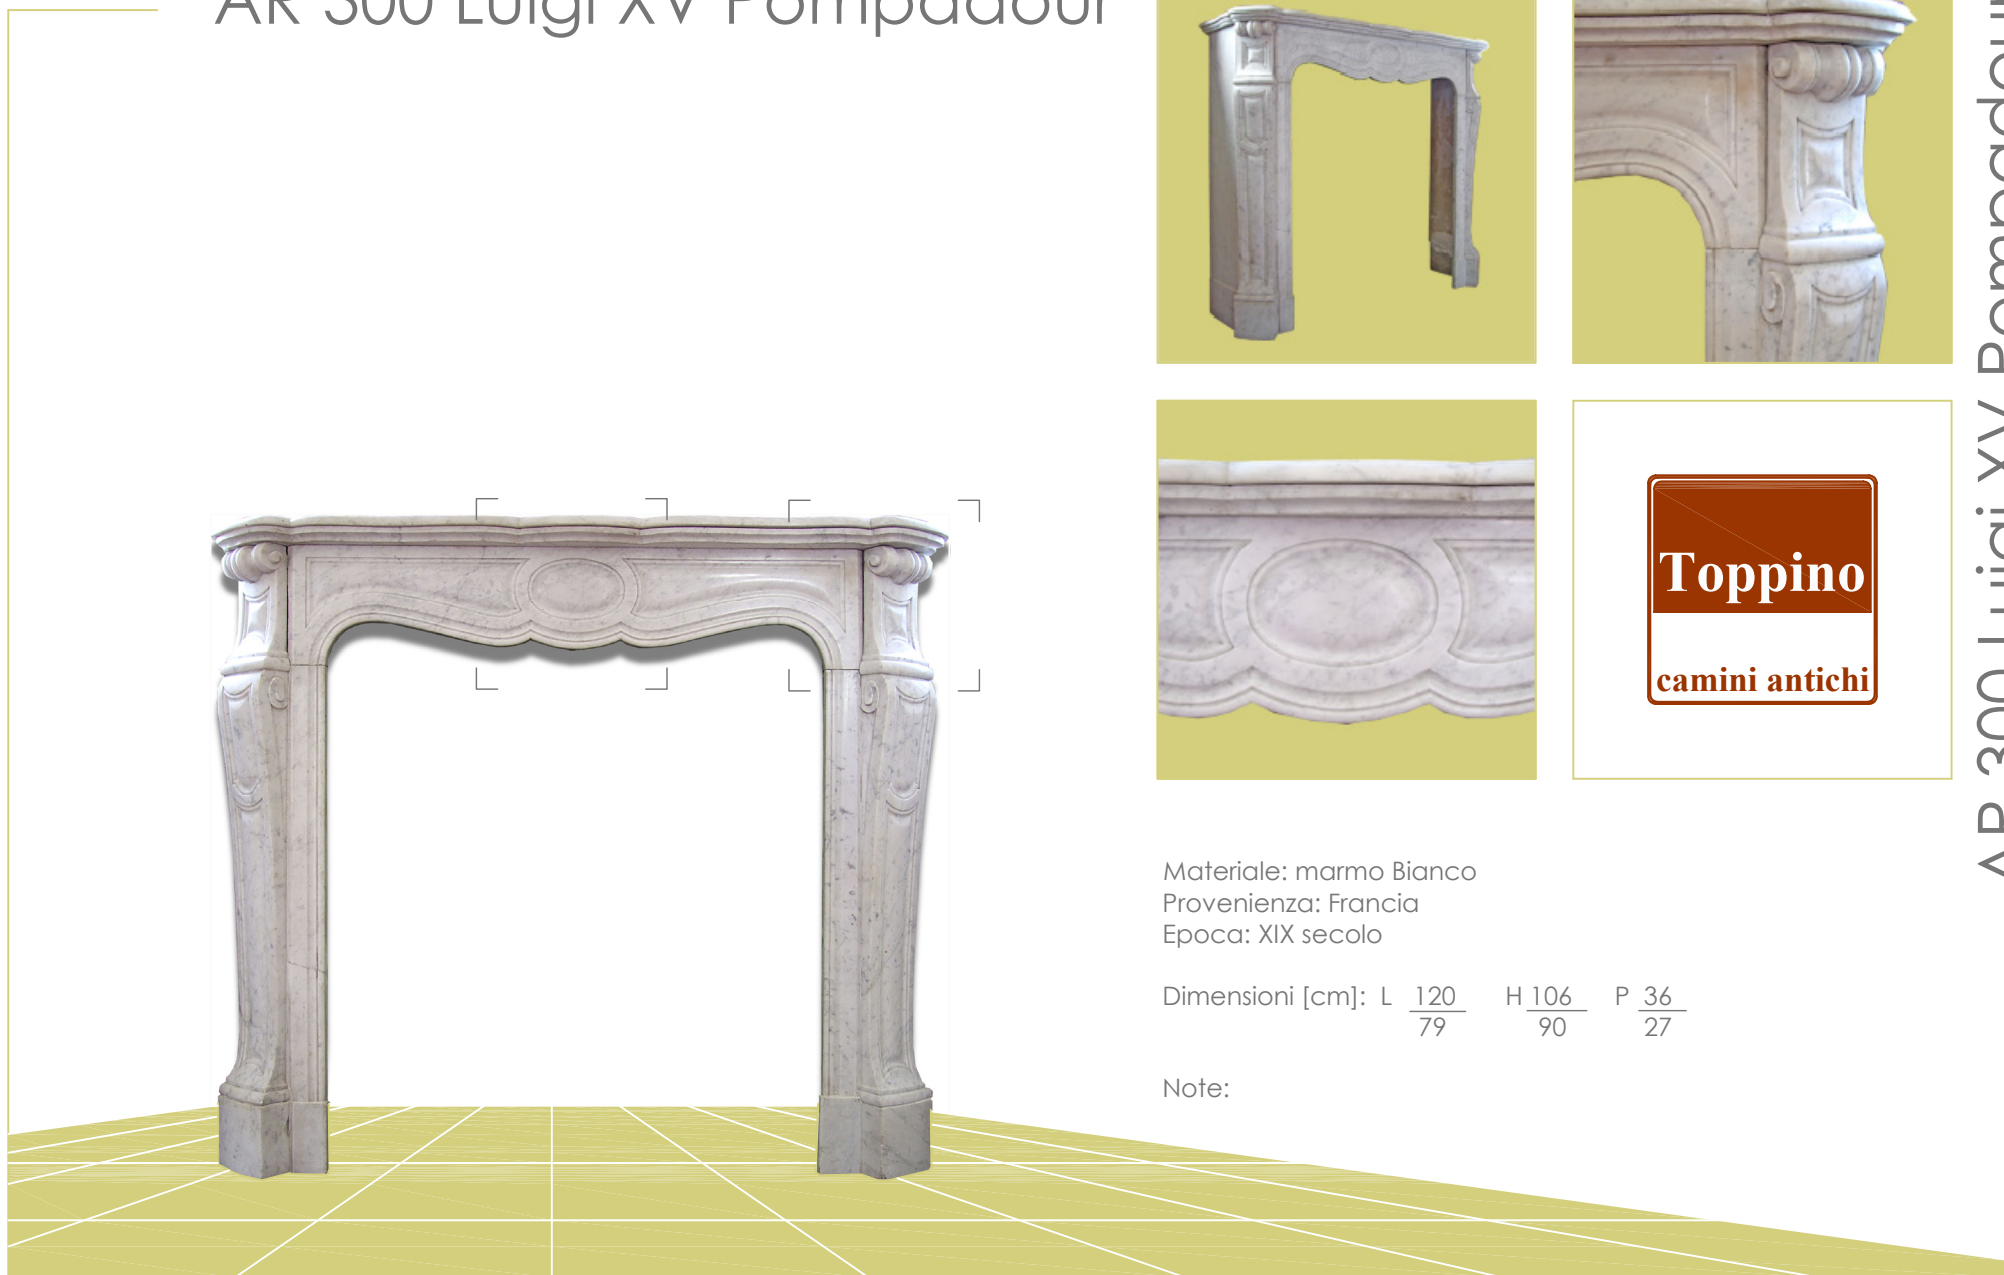 AR 300 Luigi XV Pompadour
Toppino
camini antichi
Materiale: marmo Bianco
Provenienza: Francia
Epoca: XIX secolo
Dimensioni [cm]: L 120 H 106 P 36
79 90 27
Note:
AR 300 Luigi XV Pompadour